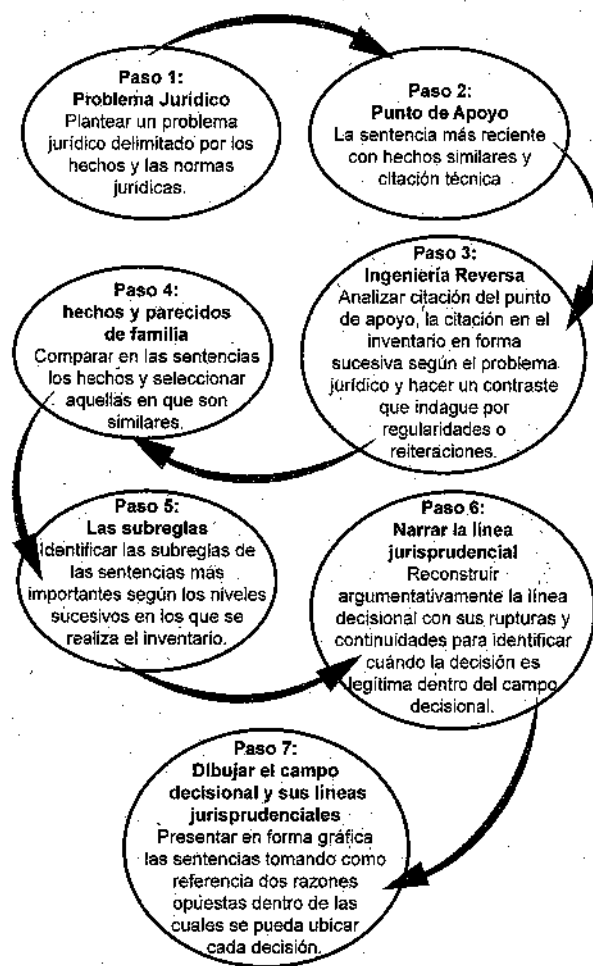 Paso 1:
Problema Jurídico
Plantear un problema
jurídico delimitado por los
hechos y las normas
jurídicas.
Paso 2:
Punto de Apoyo
La sentencia más reciente
con hechos similares y
citación técnica
Paso 3:
Ingeniería Reversa
Analizar citación del punto
de apoyo, la citación en el
inventario en forma
sucesiva según el problema
jurídico y hacer un contraste
que indague por
regularidades o
reiteraciones.
Paso 4:
hechos y parecidos
de familia
Comparar en las sentencias
los hechos y seleccionar
aquellas en que son
similares.
Paso 5:
Las subreglas
Identificar las subreglas de
las sentencias más
importantes según los niveles
sucesivos en los que se
realiza el inventario.
Paso 6:
Narrar la línea
jurisprudencial
Reconstruir
argumentativamente la línea
decisional con sus rupturas y
continuidades para identificar
cuándo la decisión es
legítima dentro del campo
decisional.
Paso 7:
Dibujar el campo
decisional y sus líneas
jurisprudenciales
Presentar en forma gráfica
las sentencias tomando como
referencia dos razones
opuestas dentro de las
cuales se pueda ubicar
cada decisión.